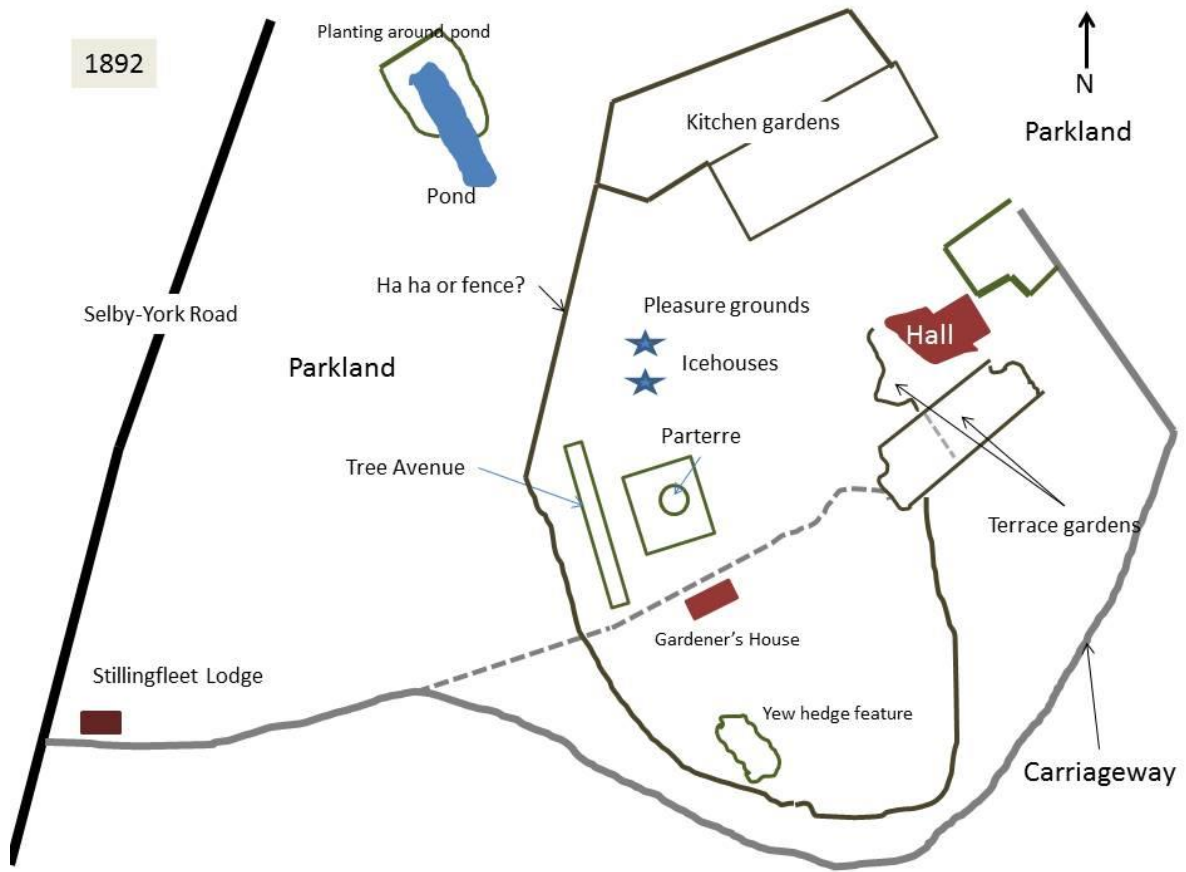 Planting around pond
1892
N
Kitchen gardens
Parkland
Pond
Ha ha or fence?
Pleasure grounds
Selby-York Road
Hall
Parkland
Icehouses
Parterre
Tree Avenue
Terrace gardens
Gardener's House
Stillingfleet Lodge
Yew hedge feature
Carriageway